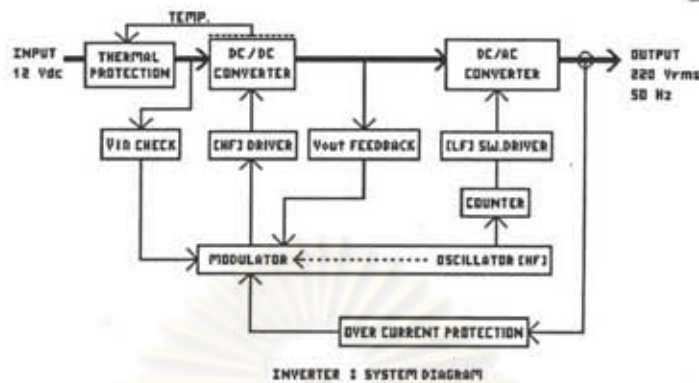 TEMP.
INPUT
12 Vdc
THERMAL
PROTECTION
DC/DC
CONVERTER
DC/AC
CONVERTER
OUTPUT
220 Vrms
50 Hz
Vin CHECK
[HF] DRIVER
Vout FEEDBACK
[LF] SW.DRIVER
COUNTER
MODULATOR
OSCILLATOR [HF]
OVER CURRENT PROTECTION
INVERTER : SYSTEM DIAGRAM